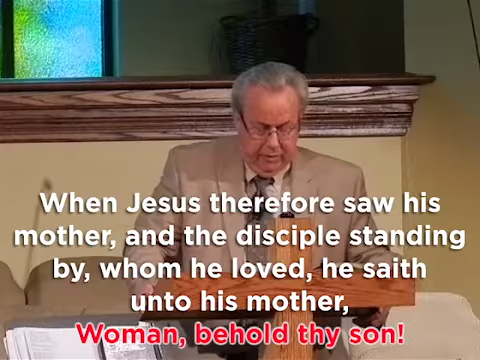 When Jesus therefore saw his
mother, and the disciple standing
by, whom he loved, he saith
unto his mother,
Woman, behold thy son!